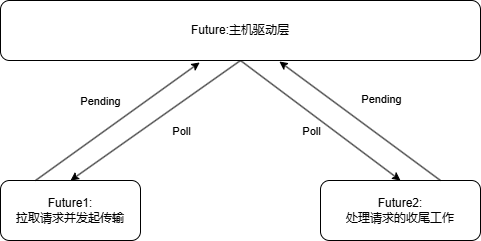 Future:主机驱动层
Pending
Poll
Poll
Pending
Future1:
拉取请求并发起传输
Future2:
处理请求的收尾工作